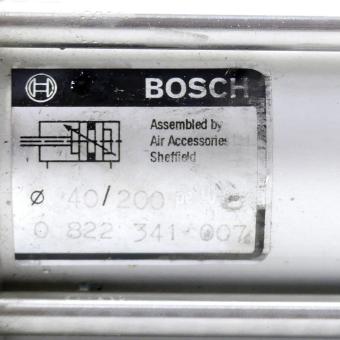 BOSCH
Assembled by
Air Accessories
Sheffield
Ø 40/200
0 822 341 007